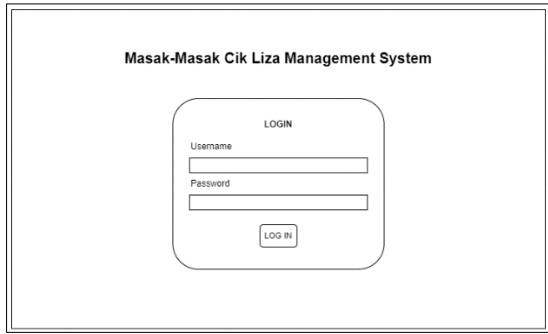 Masak-Masak Cik Liza Management System
LOGIN
Username
Password
LOG IN